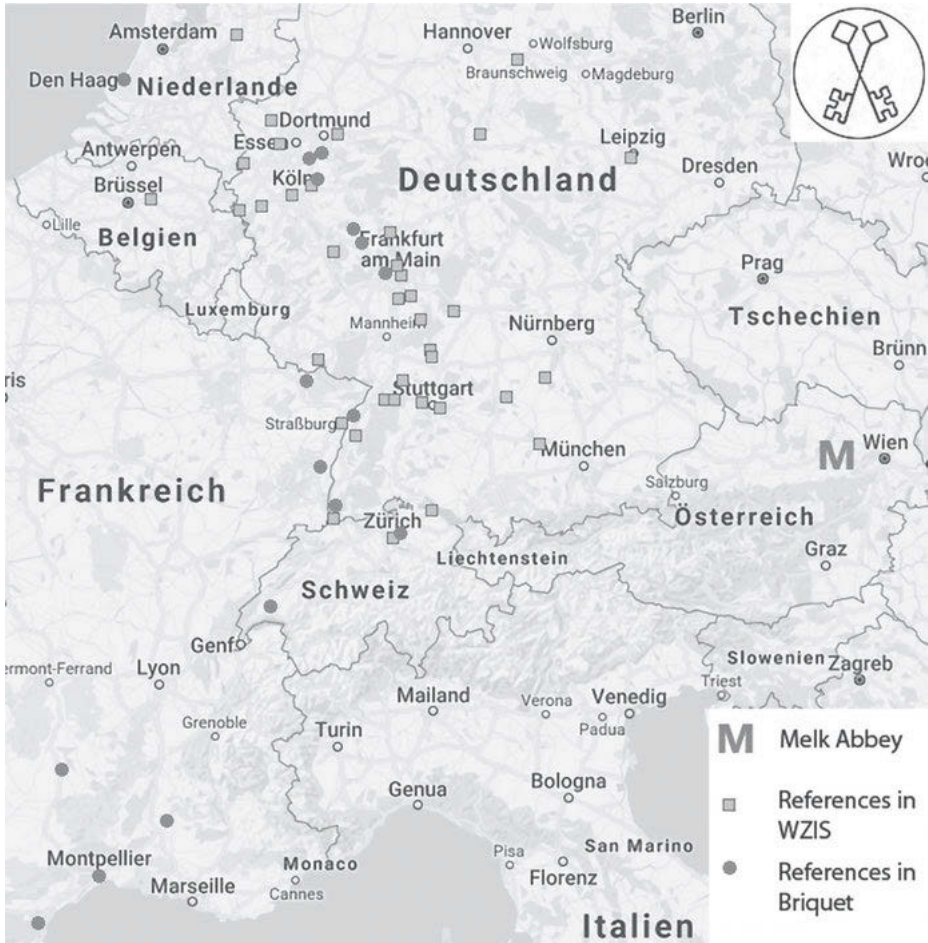 Amsterdam
Hannover
Berlin
Wolfsburg
Braunschweig
Magdeburg
Den Haag
Niederlande
Dortmund
Essen
Leipzig
Antwerpen
Dresden
Köln
Deutschland
Brüssel
Lille
Belgien
Frankfurt
am Main
Prag
Luxemburg
Mannheim
Nürnberg
Tschechien
Brünn
Stuttgart
Straßburg
München
M
Wien
Frankreich
Salzburg
Zürich
Österreich
Liechtenstein
Graz
Schweiz
Genf
Slowenien
Zagreb
ermont-Ferrand
Lyon
Triest
Mailand
Verona
Venedig
Grenoble
Turin
Padua
M Melk Abbey
Genua
Bologna
References in
WZIS
San Marino
Montpellier
Monaco
Pisa
Marseille
Cannes
Florenz
References in
Briquet
Italien